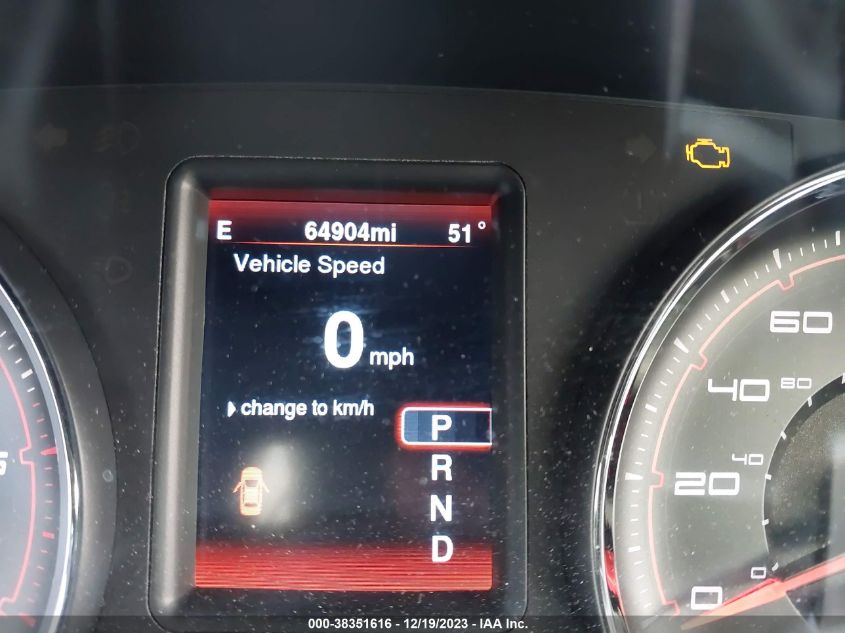 E 64904mi 51°
Vehicle Speed
0 mph
change to km/h
P
R
N
D
60
40 80
20 40
0 0
5
000-38351616 - 12/19/2023 - IAA Inc.